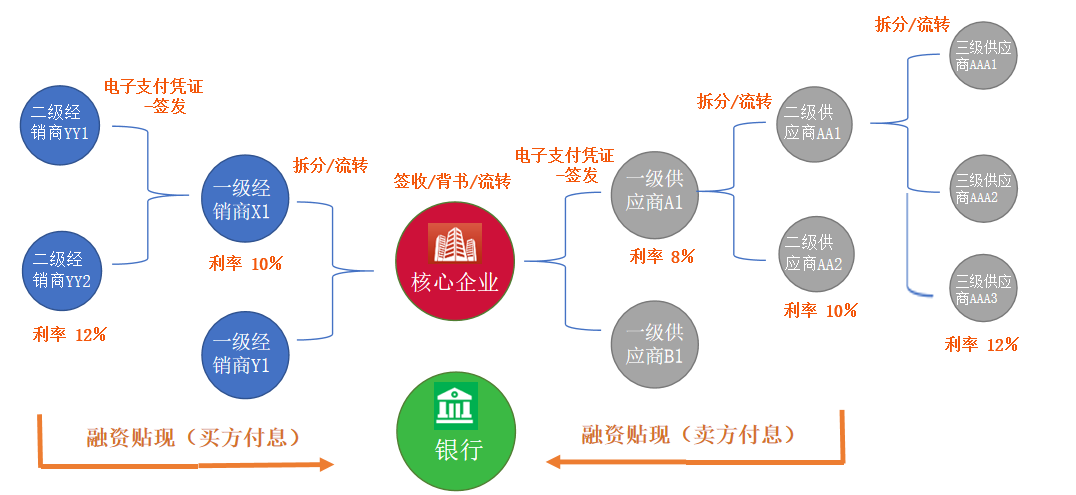 电子支付凭证
-签发
二级经
销商YY1
二级经
销商YY2
利率 12%
一级经
销商X1
利率 10%
一级经
销商Y1
拆分/流转
签收/背书/流转
核心企业
银行
电子支付凭证
-签发
一级供
应商A1
利率 8%
一级供
应商B1
拆分/流转
二级供
应商AA1
二级供
应商AA2
利率 10%
拆分/流转
三级供应
商AAA1
三级供应
商AAA2
三级供应
商AAA3
利率 12%
融资贴现（买方付息）
融资贴现（卖方付息）